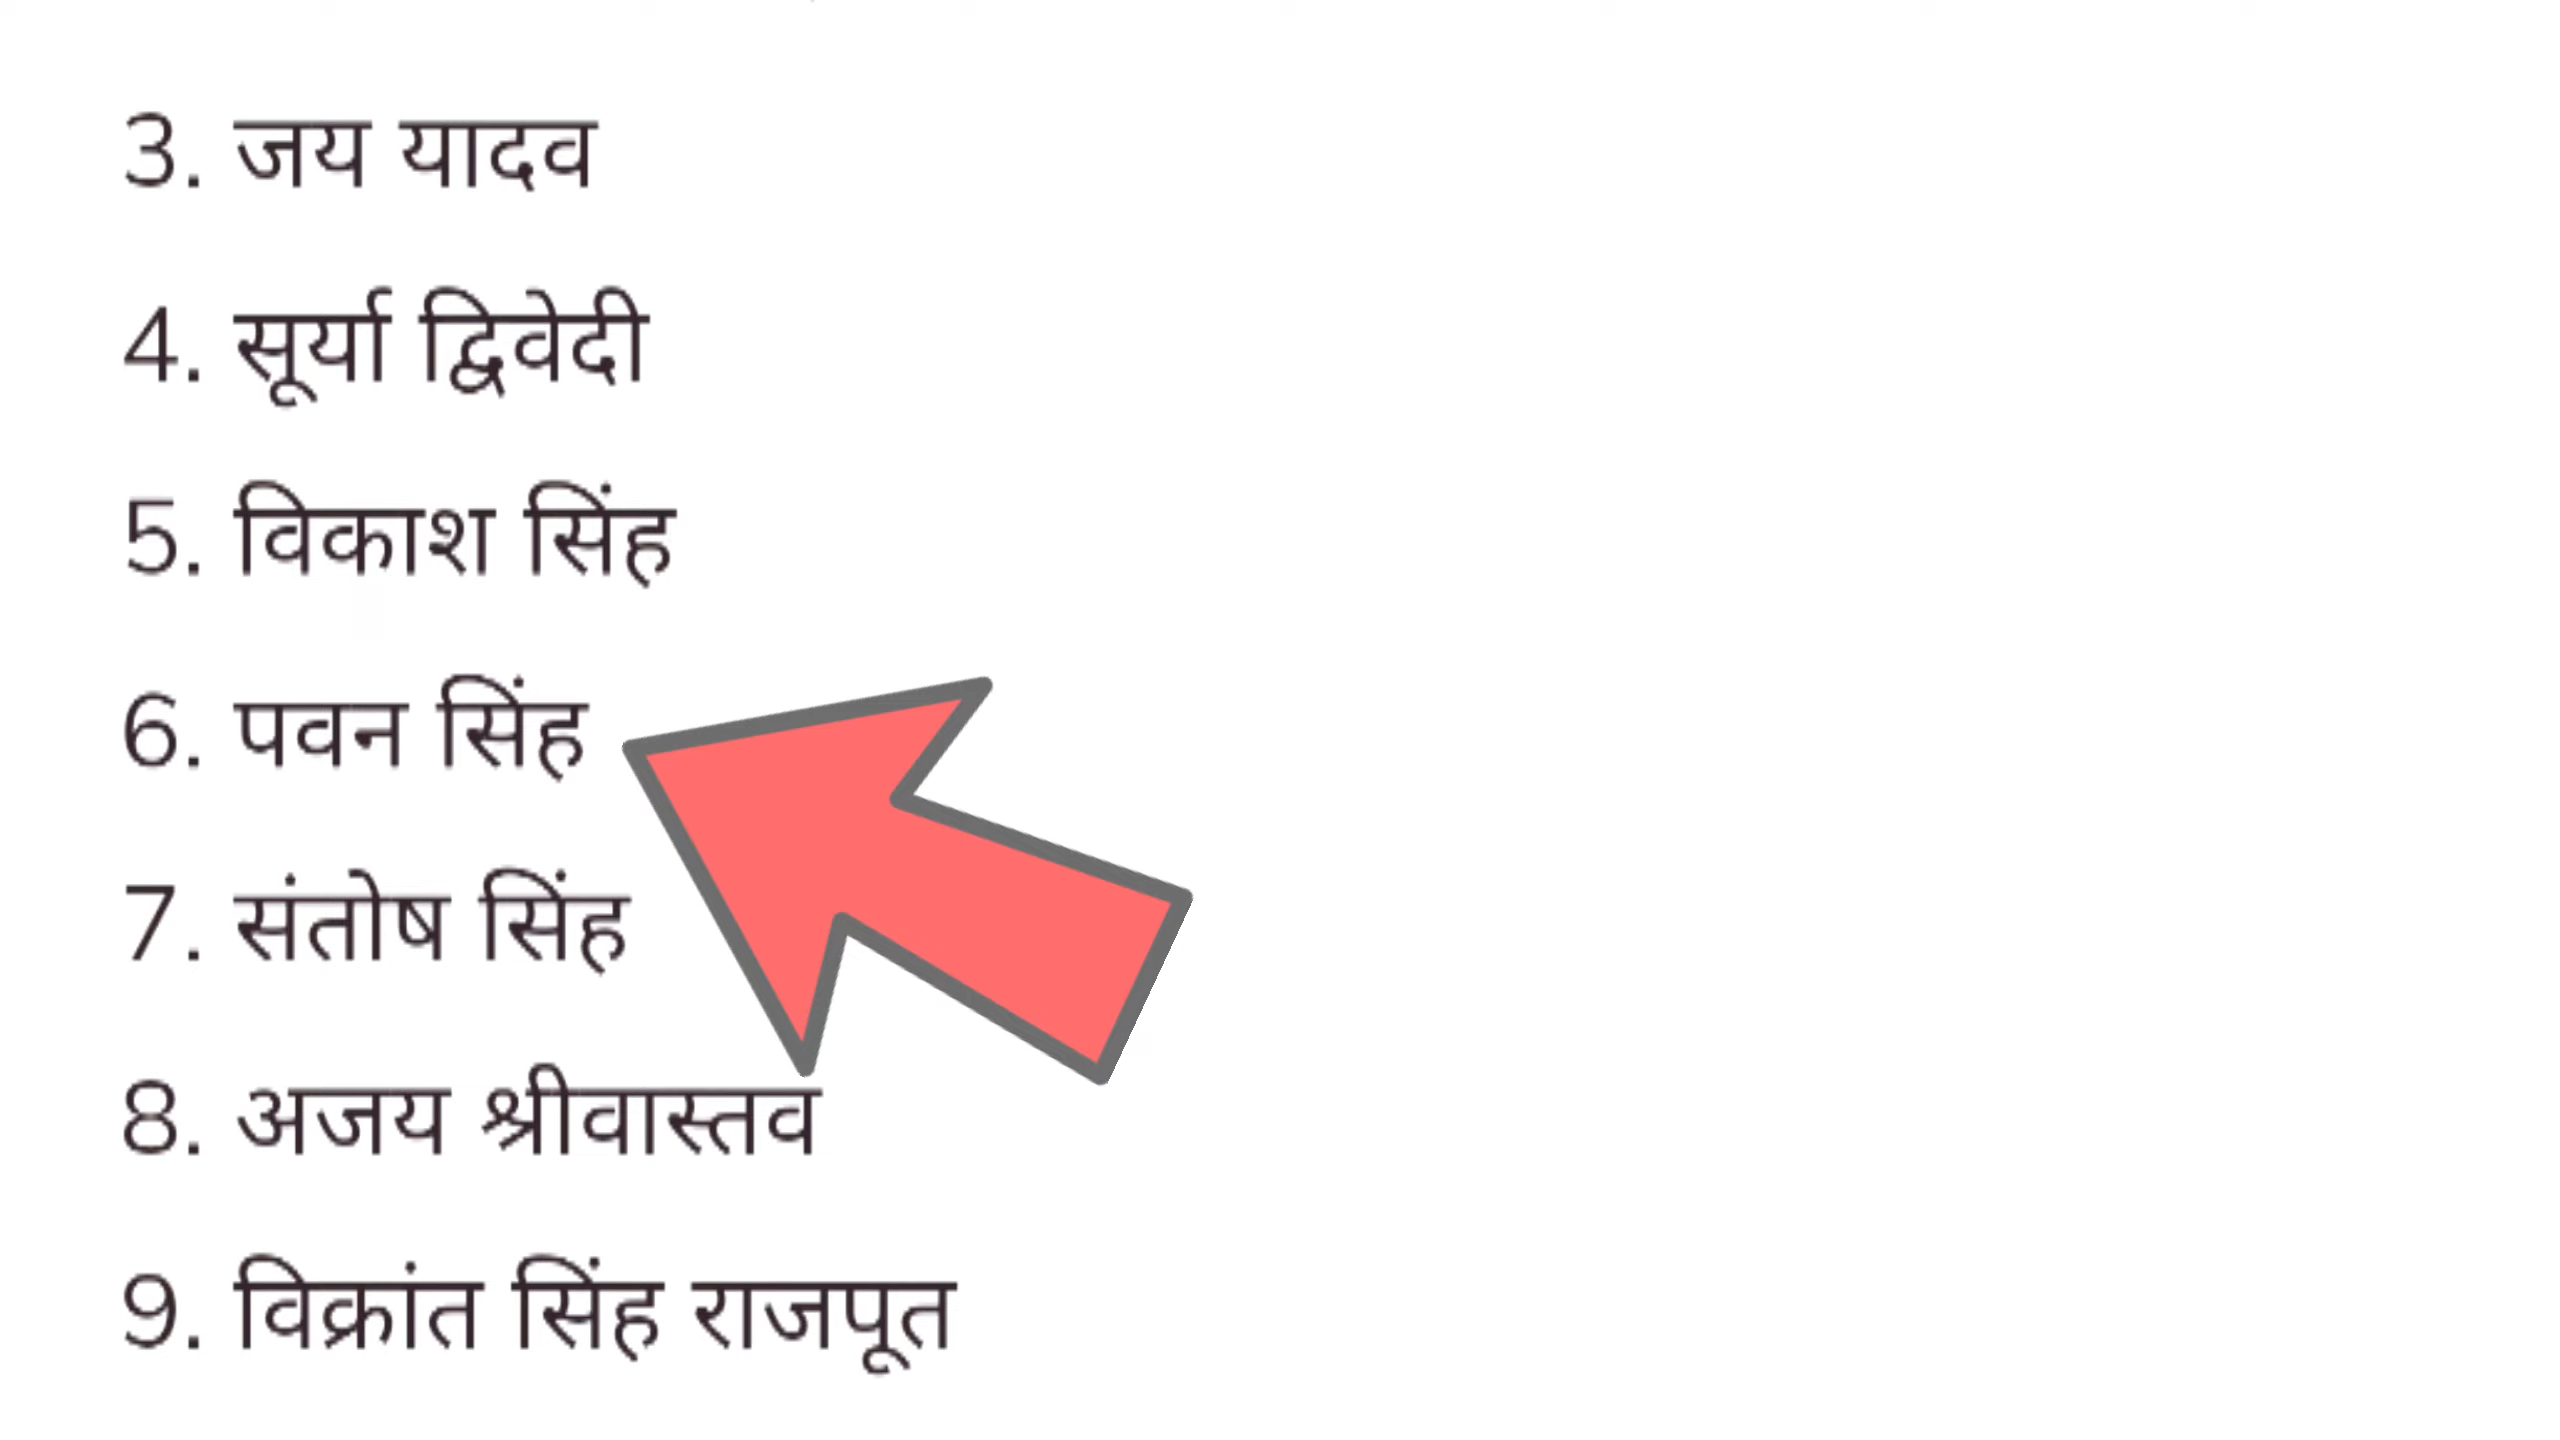 3. जय यादव
4. सूर्या द्विवेदी
5. विकाश सिंह
6. पवन सिंह
7. संतोष सिंह
8. अजय श्रीवास्तव
9. विक्रांत सिंह राजपूत